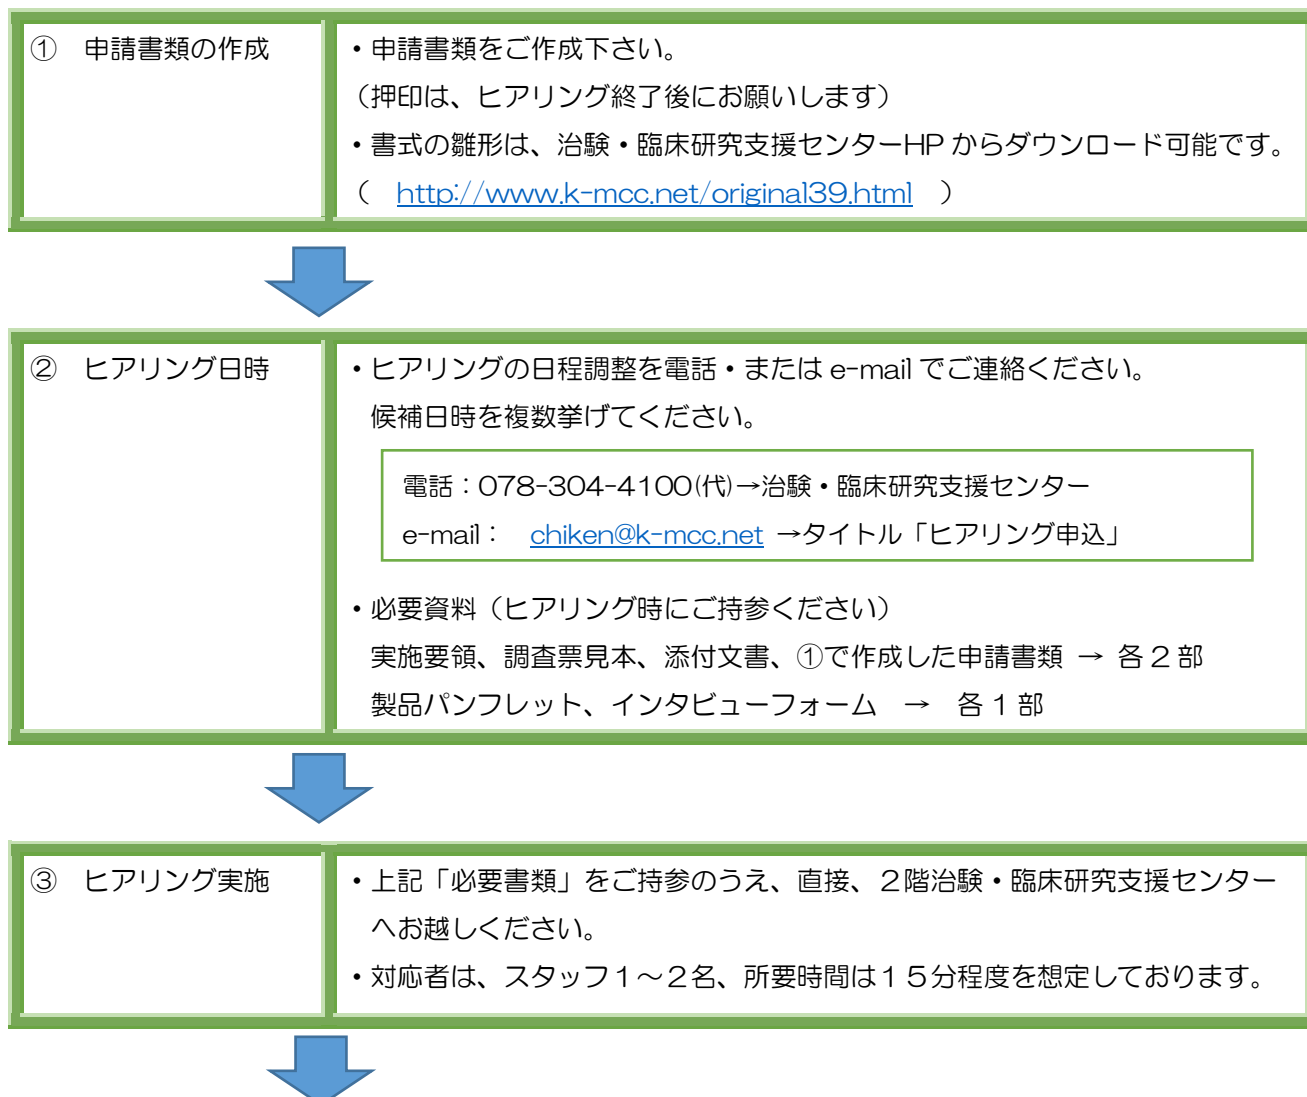 ① 申請書類の作成
・申請書類をご作成下さい。
（押印は、ヒアリング終了後にお願いします）
・書式の雛形は、治験・臨床研究支援センターHP からダウンロード可能です。
（ http://www.k-mcc.net/original39.html ）
② ヒアリング日時
・ヒアリングの日程調整を電話・または e-mail でご連絡ください。
候補日時を複数挙げてください。
電話：078-304-4100(代)→治験・臨床研究支援センター
e-mail： chiken@k-mcc.net →タイトル「ヒアリング申込」
・必要資料（ヒアリング時にご持参ください）
実施要領、調査票見本、添付文書、①で作成した申請書類 → 各２部
製品パンフレット、インタビューフォーム → 各１部
③ ヒアリング実施
・上記「必要書類」をご持参のうえ、直接、２階治験・臨床研究支援センター
へお越しください。
・対応者は、スタッフ１～２名、所要時間は１５分程度を想定しております。